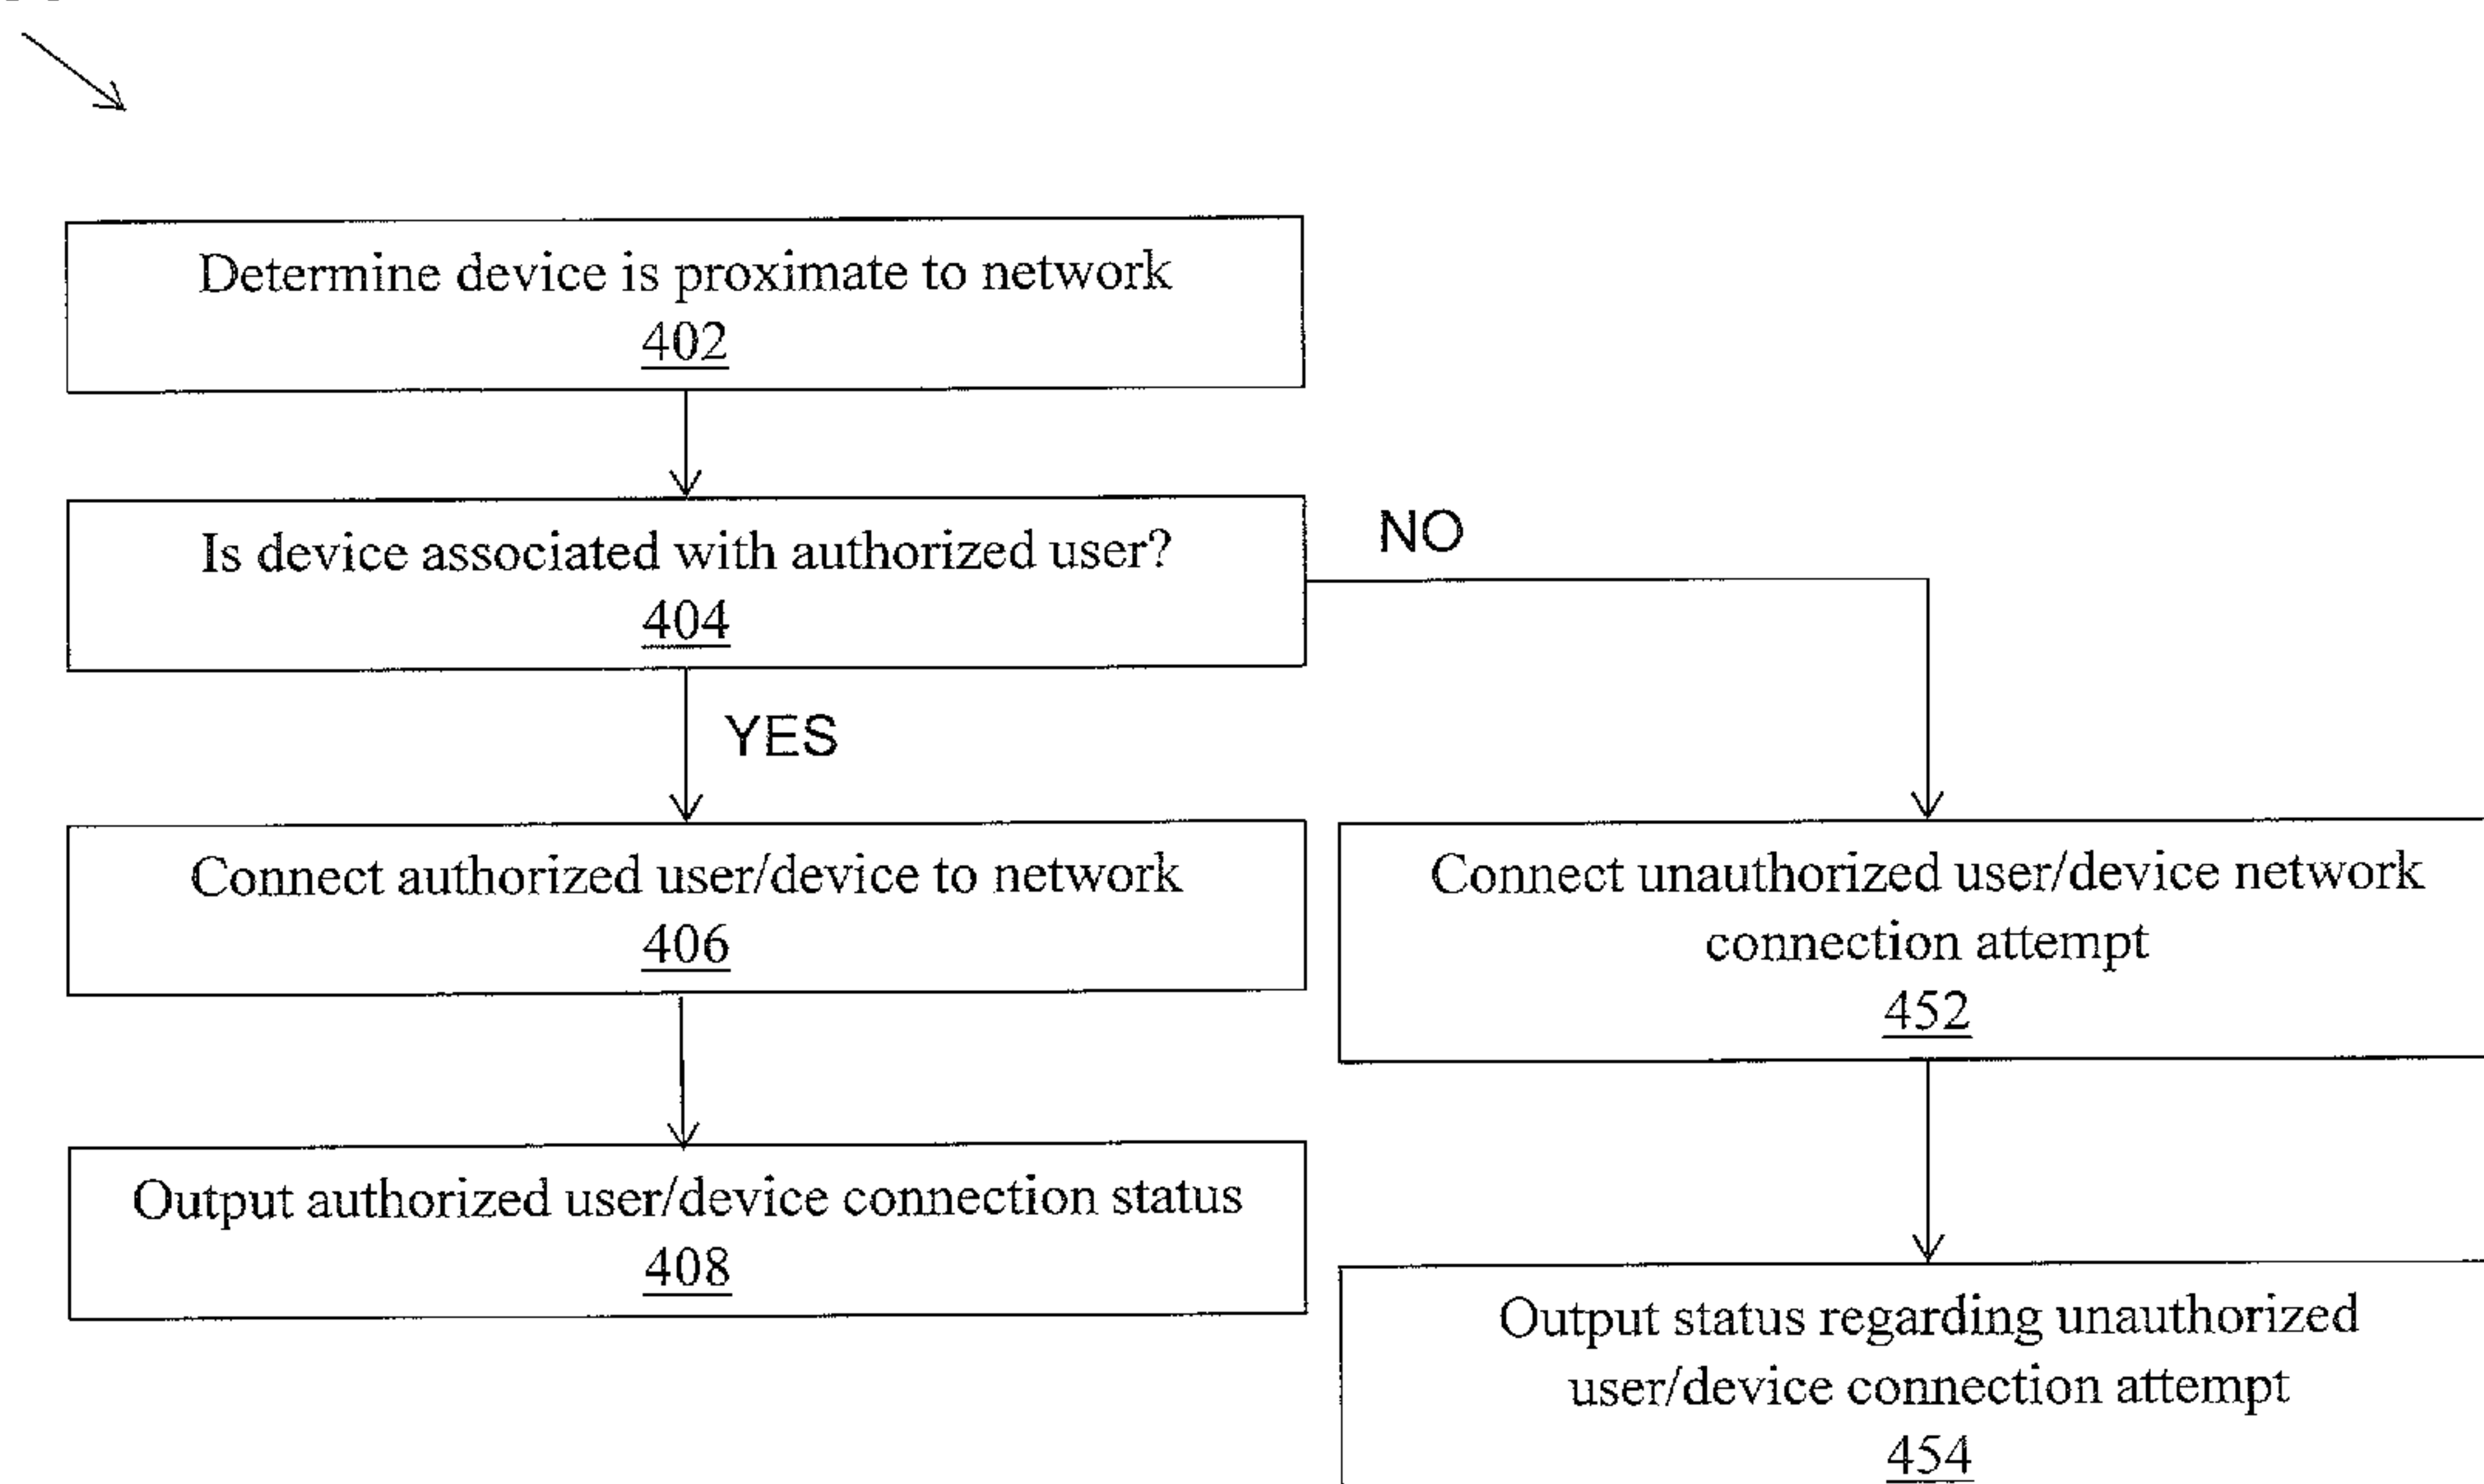 Determine device is proximate to network
402
Is device associated with authorized user?
404
NO
YES
Connect authorized user/device to network
406
Connect unauthorized user/device network
connection attempt
452
Output authorized user/device connection status
408
Output status regarding unauthorized
user/device connection attempt
454